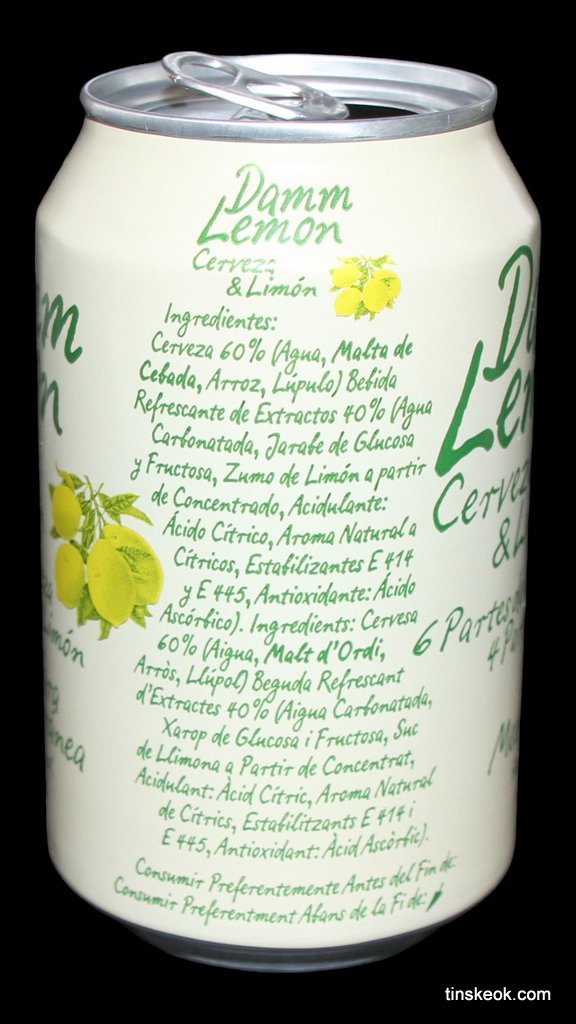 Damm
Lemon
Cerveza
& Limón
Ingredientes:
Cerveza 60% (Agua, Malta de
Cebada, Arroz, Lúpulo) Bebida
Refrescante de Extractos 40% (Agua
Carbonatada, Jarabe de Glucosa
y Fructosa, Zumo de Limón a partir
de Concentrado, Acidulante:
Ácido Cítrico, Aroma Natural a
Cítricos, Estabilizantes E 414
y E 445, Antioxidante: Ácido
Ascórbico). Ingredients: Cervesa
60% (Aigua, Malt d'Ordi,
Arròs, Llúpol) Beguda Refrescant
d'Extractes 40% (Aigua Carbonatada,
Xarop de Glucosa i Fructosa, Suc
de Llimona a Partir de Concentrat,
Acidulant: Àcid Cítric, Aroma Natural
de Cítrics, Estabilitzants E 414 i
E 445, Antioxidant: Àcid Ascòrbic).
Consumir Preferentemente Antes del Fin de:
Consumir Preferentment Abans de la Fi de:
6 Partes
4
tinskeok.com